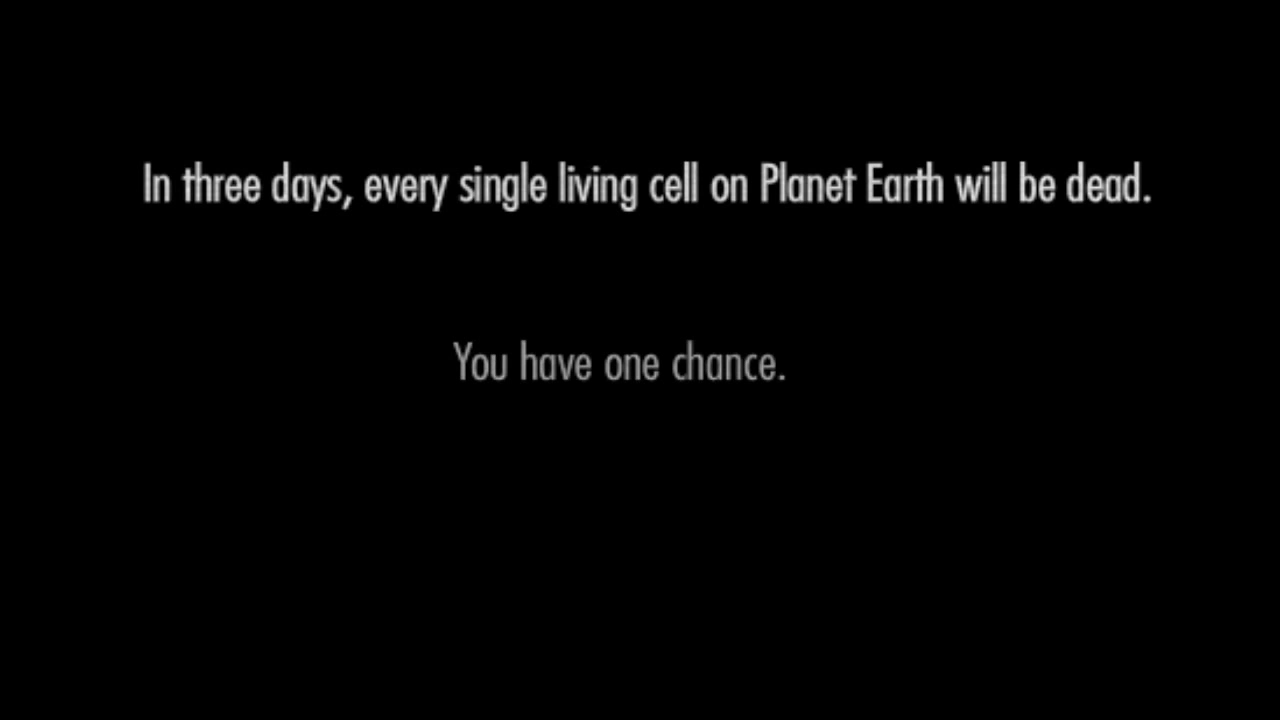 In three days, every single living cell on Planet Earth will be dead.
You have one chance.